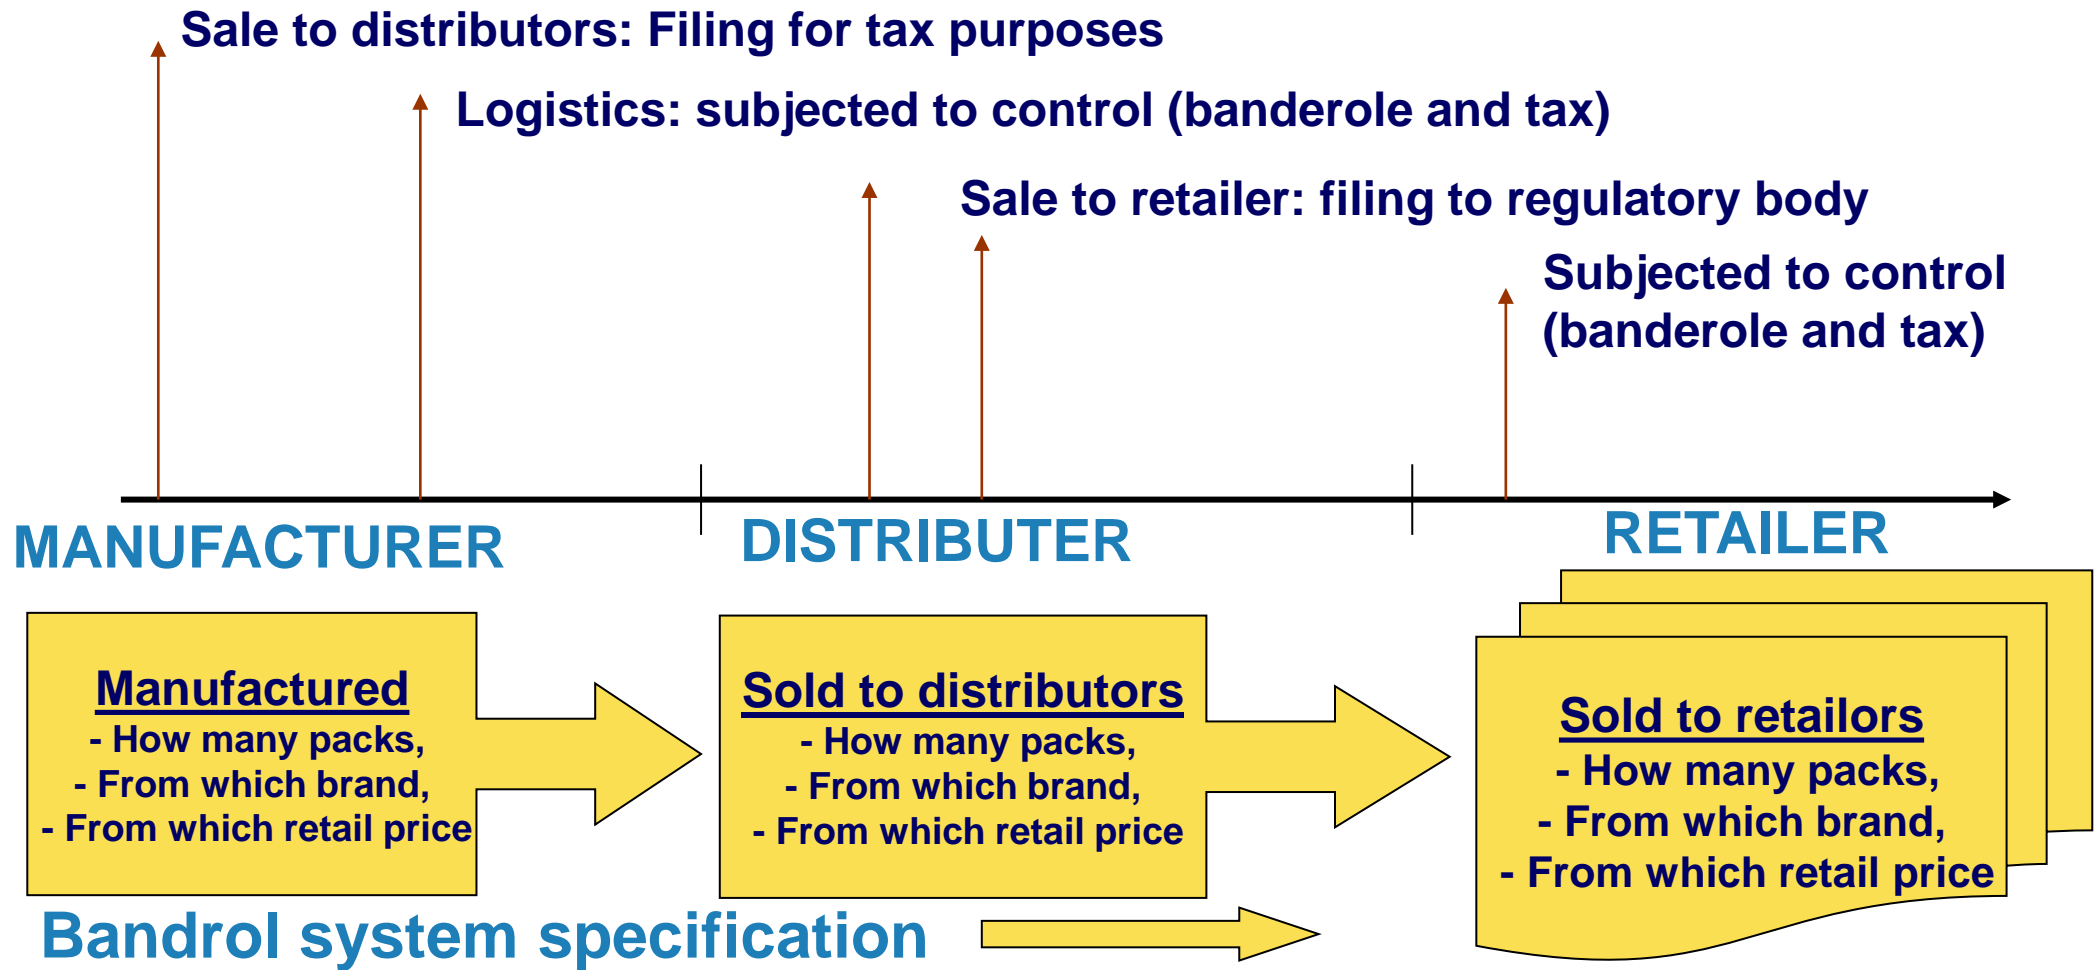 Sale to distributors: Filing for tax purposes
Logistics: subjected to control (banderole and tax)
Sale to retailer: filing to regulatory body
Subjected to control
(banderole and tax)
MANUFACTURER
DISTRIBUTER
RETAILER
Manufactured
- How many packs,
- From which brand,
- From which retail price
Sold to distributors
- How many packs,
- From which brand,
- From which retail price
Sold to retailors
- How many packs,
- From which brand,
- From which retail price
Bandrol system specification